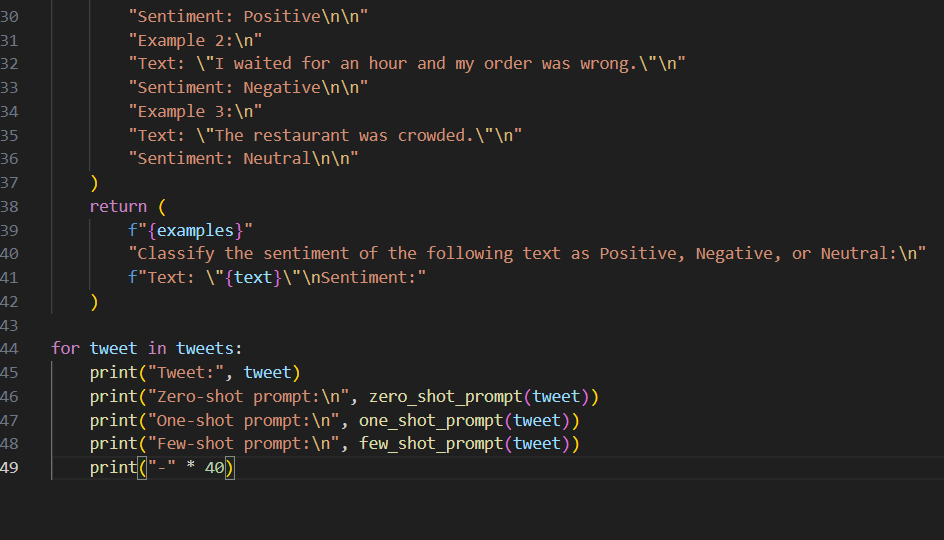 30 "Sentiment: Positive\n\n"
31 "Example 2:\n"
32 "Text: \"I waited for an hour and my order was wrong.\"\n"
33 "Sentiment: Negative\n\n"
34 "Example 3:\n"
35 "Text: \"The restaurant was crowded.\"\n"
36 "Sentiment: Neutral\n\n"
37 )
38 return (
39 f"{examples}"
40 "Classify the sentiment of the following text as Positive, Negative, or Neutral:\n"
41 f"Text: \"{text}\"\nSentiment:"
42 )
43
44 for tweet in tweets:
45 print("Tweet:", tweet)
46 print("Zero-shot prompt:\n", zero_shot_prompt(tweet))
47 print("One-shot prompt:\n", one_shot_prompt(tweet))
48 print("Few-shot prompt:\n", few_shot_prompt(tweet))
49 print("-" * 40)